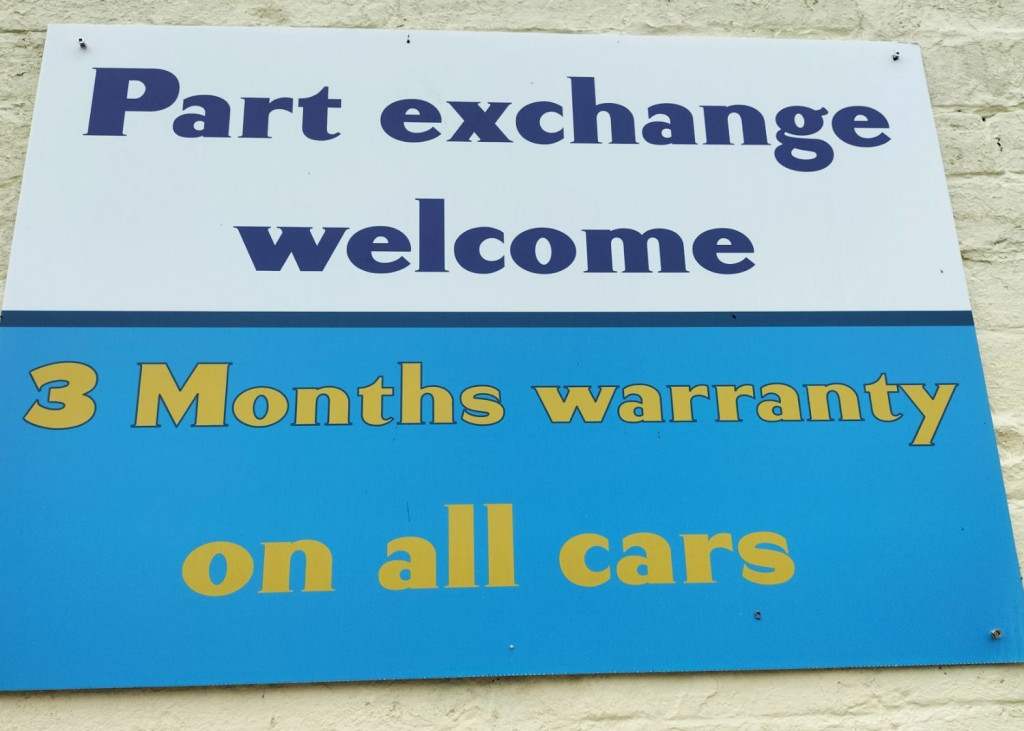 Part exchange
welcome
3 Months warranty
on all cars